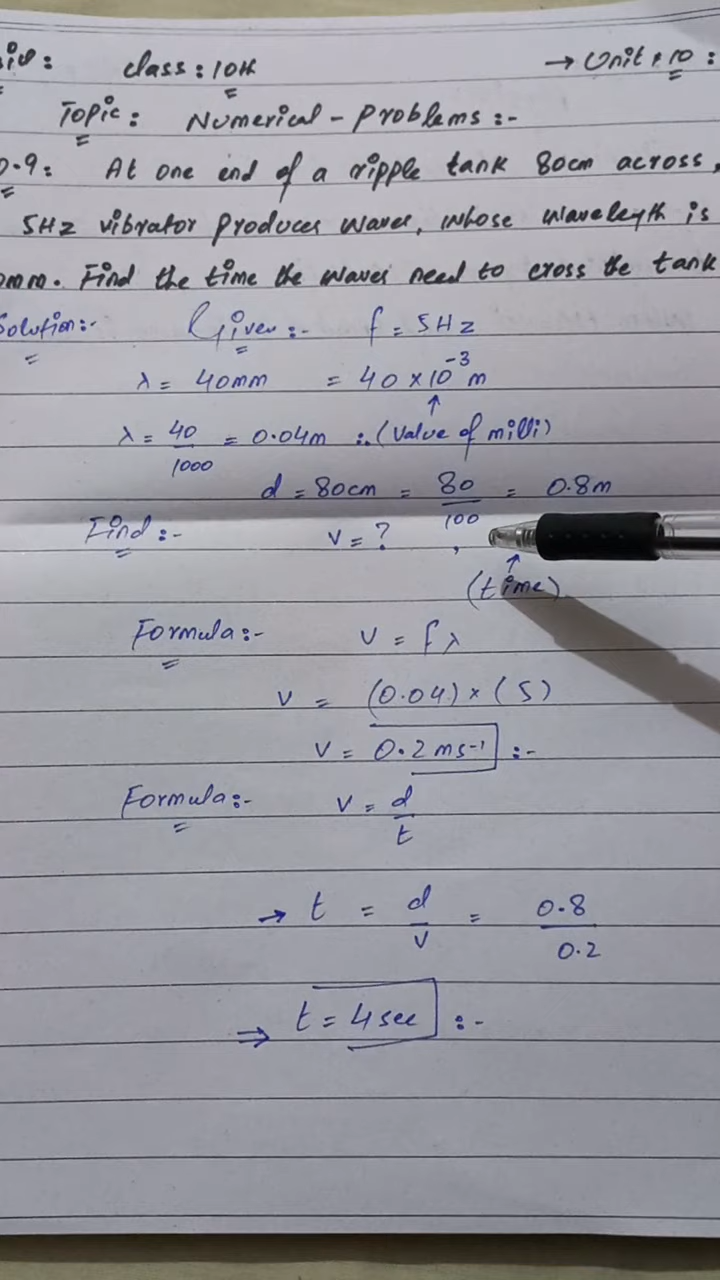 class: 10th → Unit # 10:
Topic: Numerical - Problems :-
0.9: At one end of a ripple tank 80cm across,
5Hz vibrator produces waves, whose wavelength is
mm. Find the time the waves need to cross the tank
Solution:- Given:- f = 5Hz
λ = 40mm = 40 × 10⁻³ m
λ = 40/1000 = 0.04m ∴ (value of milli)
d = 80cm = 80/100 = 0.8m
Find:- v = ? ,
(time)
Formula:- v = fλ
v = (0.04) × (5)
v = 0.2 ms⁻¹ :-
Formula:- v = d/t
→ t = d/v = 0.8/0.2
⇒ t = 4sec :-